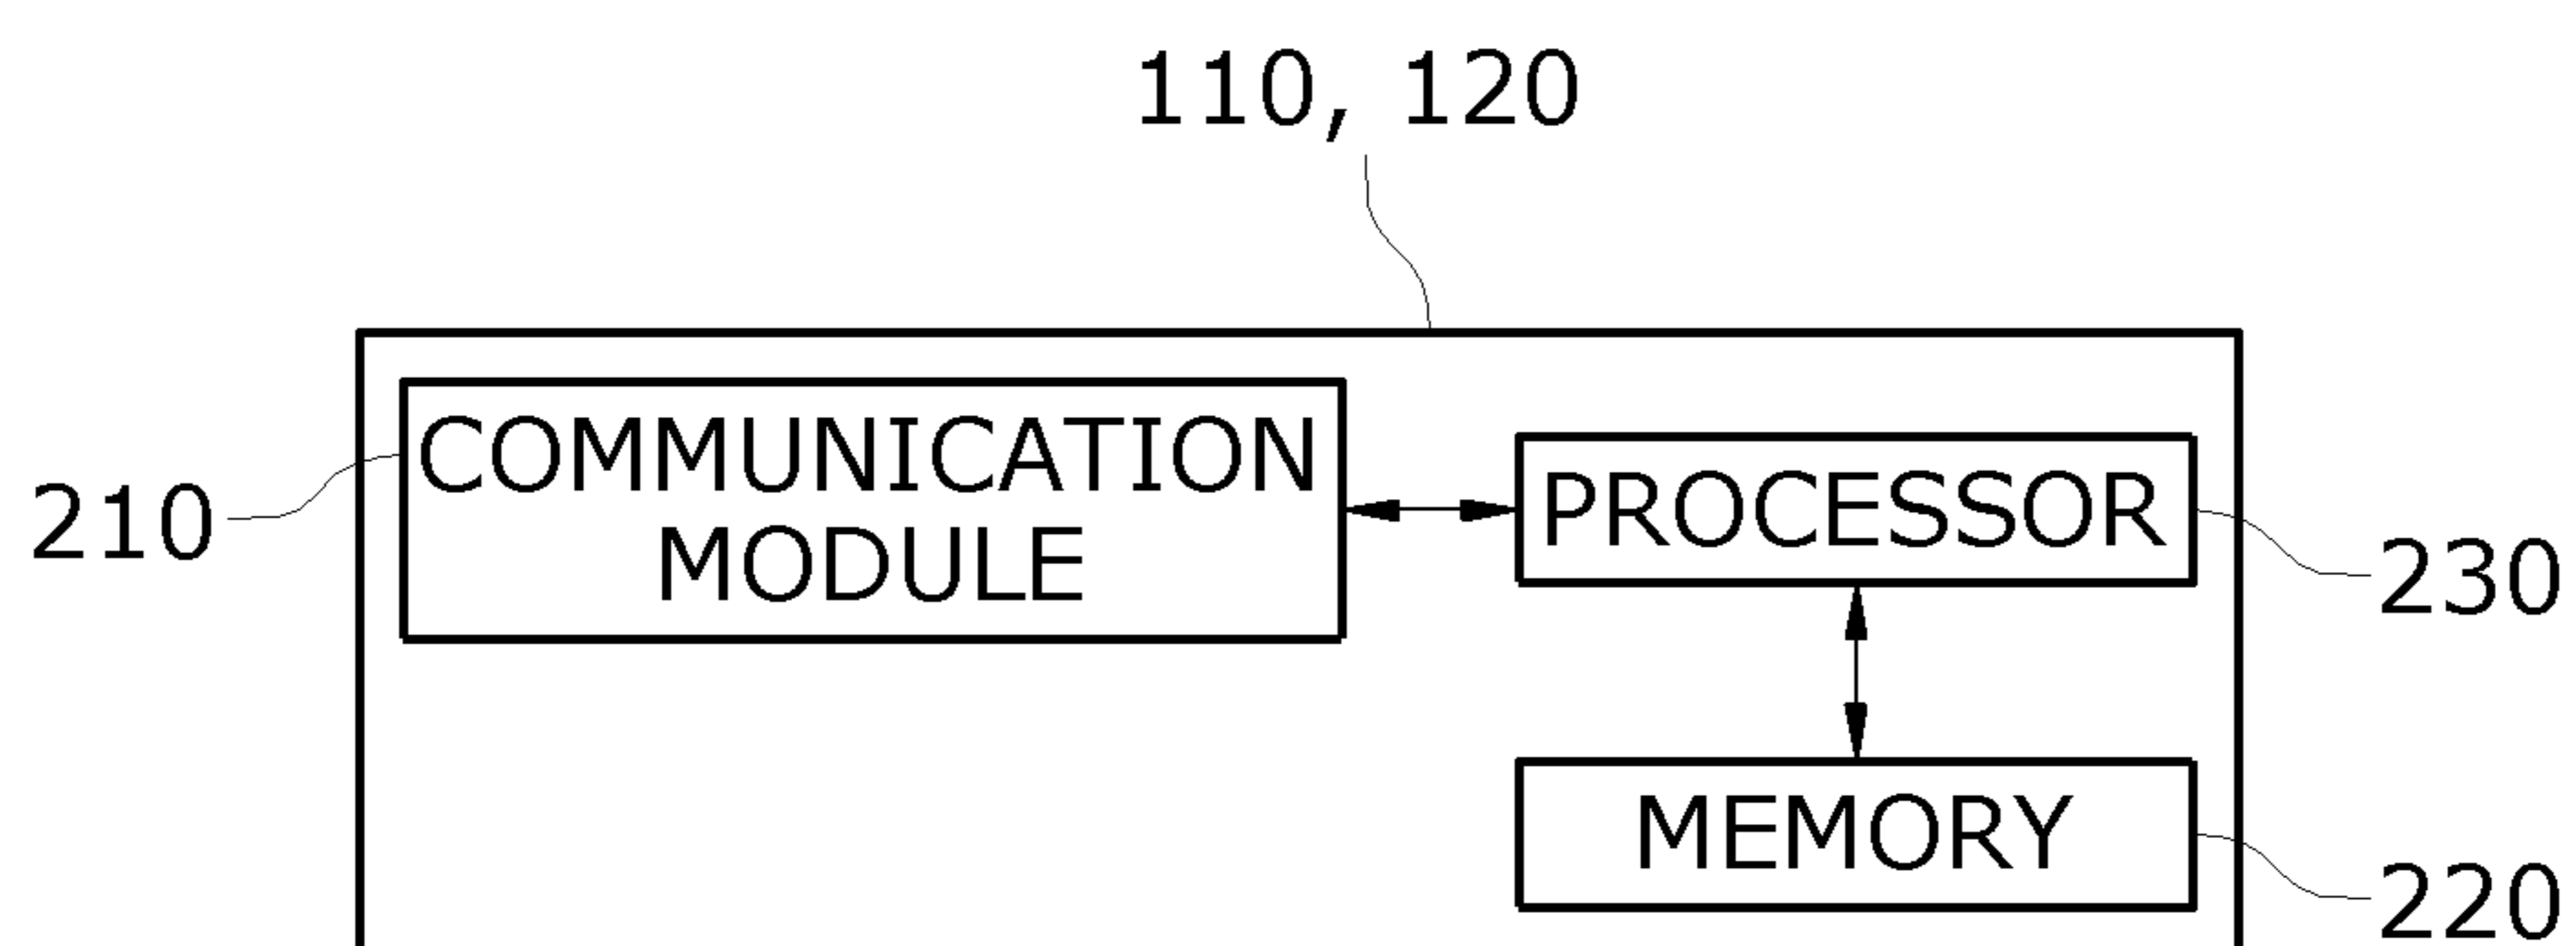 110, 120
COMMUNICATION
MODULE
210
PROCESSOR
230
MEMORY
220